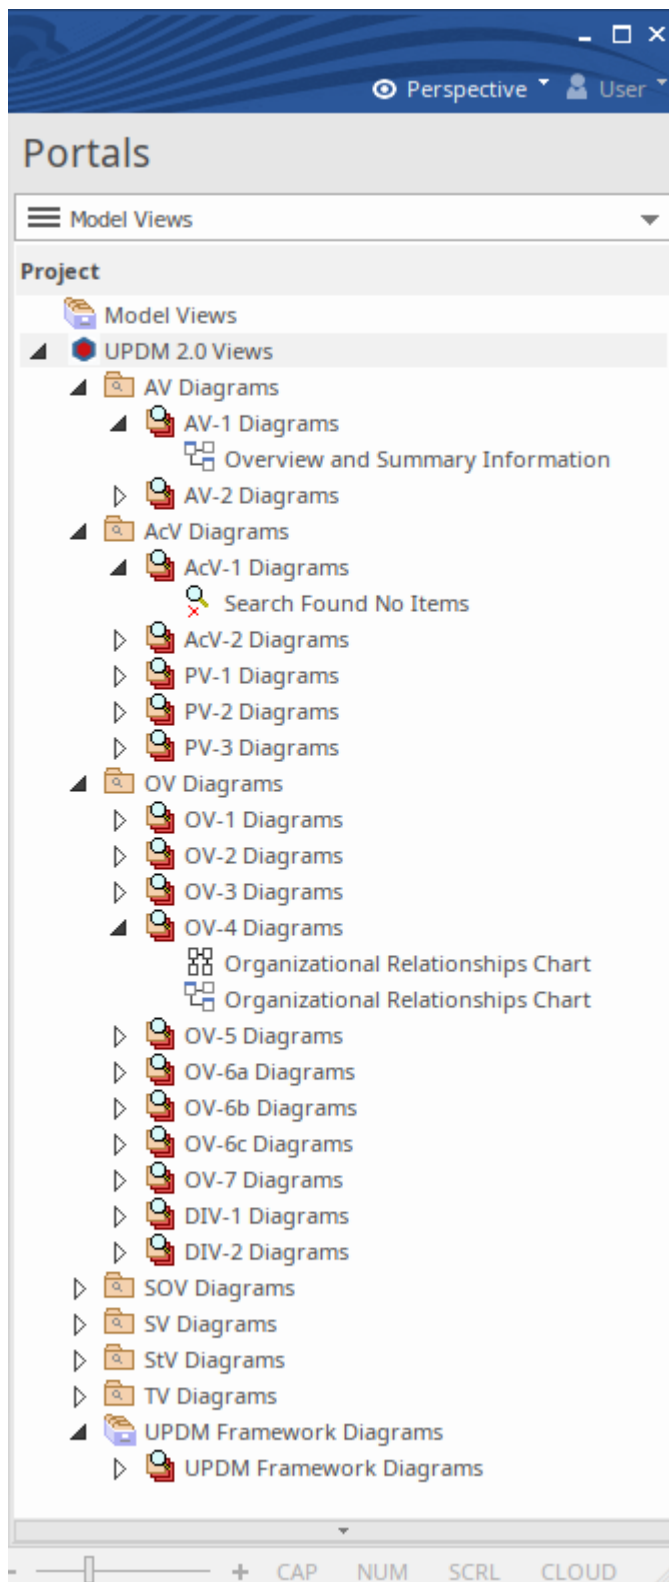 Perspective User
Portals
Model Views
Project
Model Views
UPDM 2.0 Views
AV Diagrams
AV-1 Diagrams
Overview and Summary Information
AV-2 Diagrams
AcV Diagrams
AcV-1 Diagrams
Search Found No Items
AcV-2 Diagrams
PV-1 Diagrams
PV-2 Diagrams
PV-3 Diagrams
OV Diagrams
OV-1 Diagrams
OV-2 Diagrams
OV-3 Diagrams
OV-4 Diagrams
Organizational Relationships Chart
Organizational Relationships Chart
OV-5 Diagrams
OV-6a Diagrams
OV-6b Diagrams
OV-6c Diagrams
OV-7 Diagrams
DIV-1 Diagrams
DIV-2 Diagrams
SOV Diagrams
SV Diagrams
StV Diagrams
TV Diagrams
UPDM Framework Diagrams
UPDM Framework Diagrams
CAP NUM SCRL CLOUD